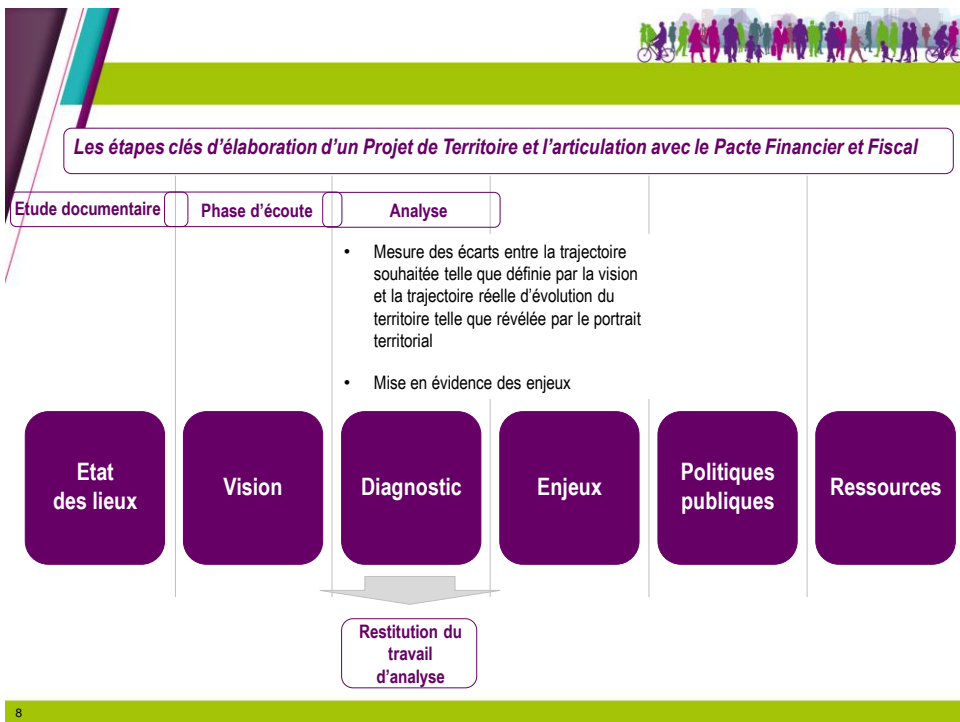 Les étapes clés d'élaboration d'un Projet de Territoire et l'articulation avec le Pacte Financier et Fiscal
Etude documentaire
Phase d'écoute
Analyse
• Mesure des écarts entre la trajectoire
souhaitée telle que définie par la vision
et la trajectoire réelle d'évolution du
territoire telle que révélée par le portrait
territorial
• Mise en évidence des enjeux
Etat
des lieux
Vision
Diagnostic
Enjeux
Politiques
publiques
Ressources
Restitution du
travail
d'analyse
8